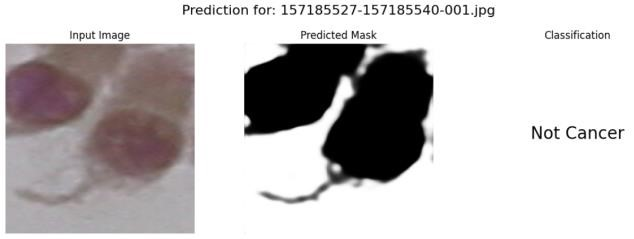 Prediction for: 157185527-157185540-001.jpg
Input Image
Predicted Mask
Classification
Not Cancer